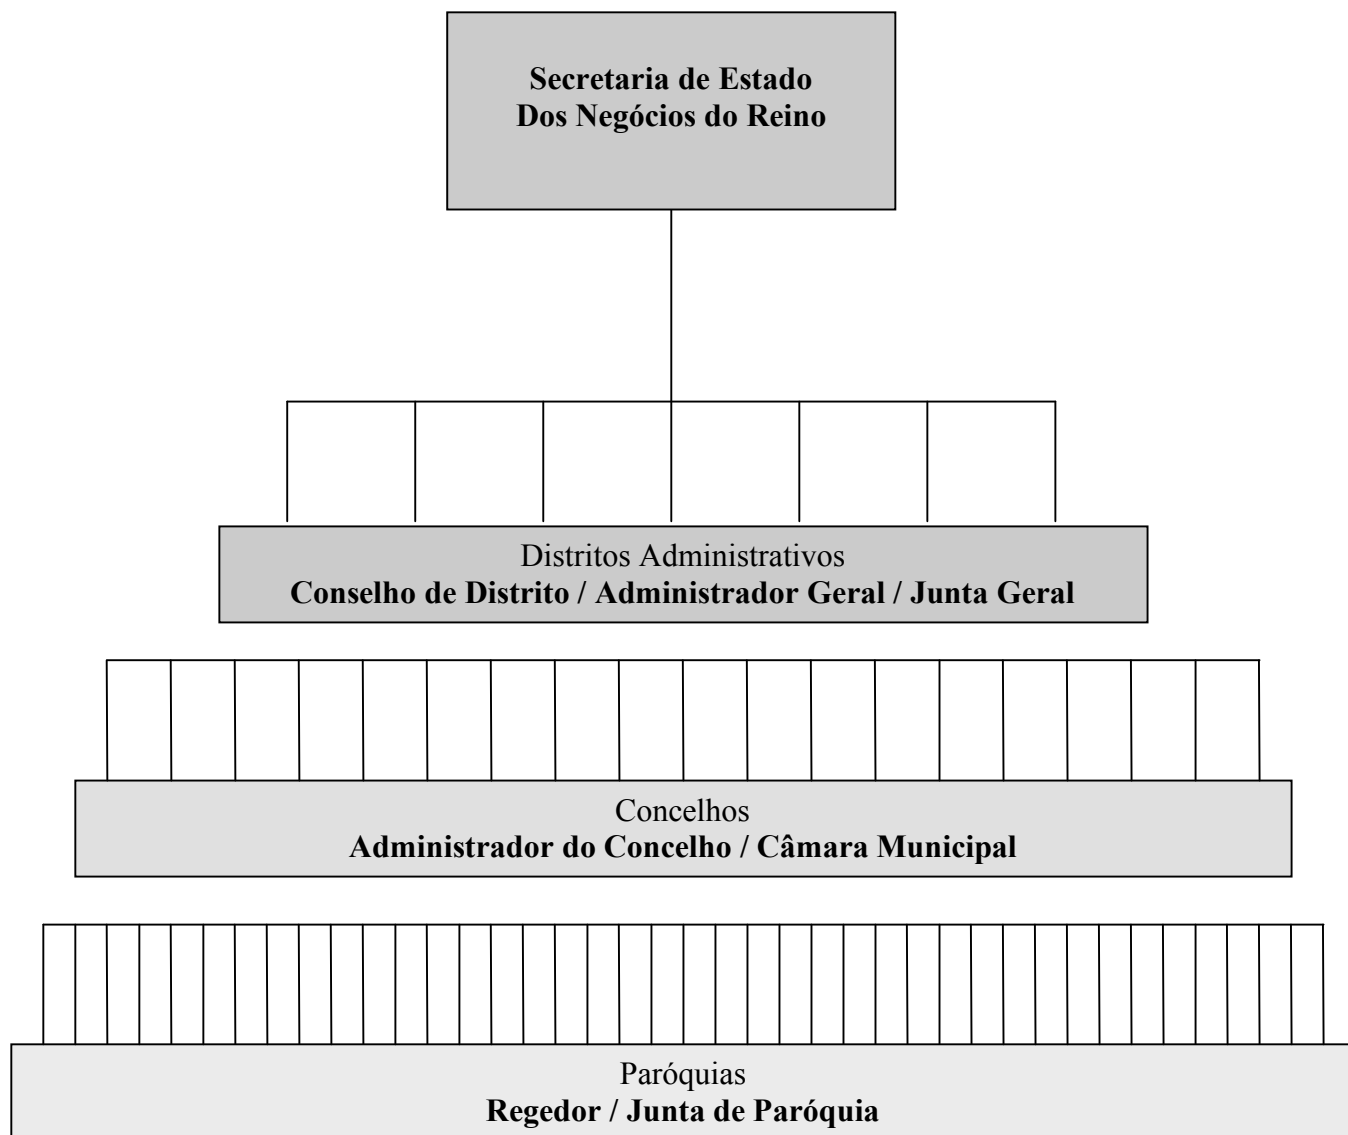 Secretaria de Estado
Dos Negócios do Reino
Distritos Administrativos
Conselho de Distrito / Administrador Geral / Junta Geral
Concelhos
Administrador do Concelho / Câmara Municipal
Paróquias
Regedor / Junta de Paróquia